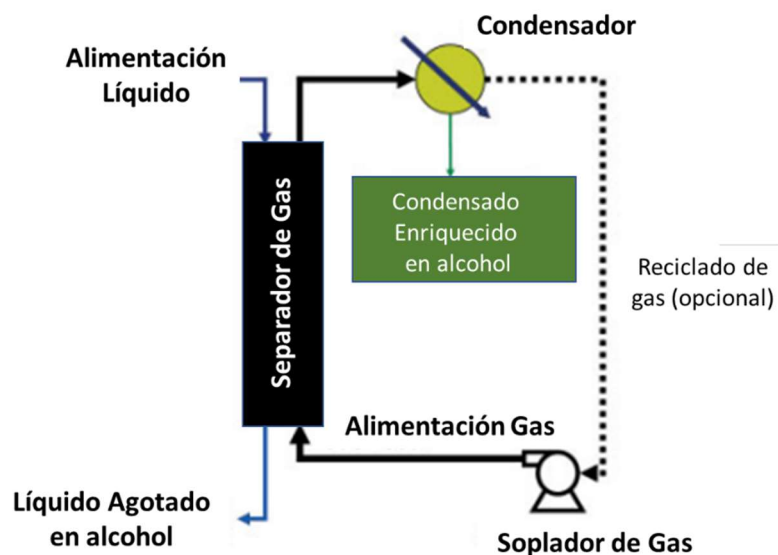 Condensador
Alimentación
Líquido
Separador de Gas
Condensado
Enriquecido
en alcohol
Reciclado de
gas (opcional)
Alimentación Gas
Líquido Agotado
en alcohol
Soplador de Gas